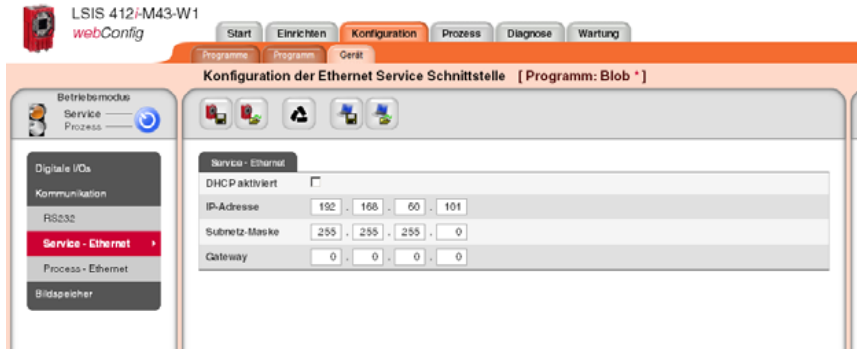 LSIS 412i-M43-W1
webConfig
Start Einrichten Konfiguration Prozess Diagnose Wartung
Programme Programm Gerät
Konfiguration der Ethernet Service Schnittstelle [ Programm: Blob * ]
Betriebsmodus
Service
Prozess
Digitale I/Os
Kommunikation
RS232
Service - Ethernet
Process - Ethernet
Bildspeicher
Service - Ethernet
DHCP aktiviert
IP-Adresse 192 . 168 . 60 . 101
Subnetz-Maske 255 . 255 . 255 . 0
Gateway 0 . 0 . 0 . 0